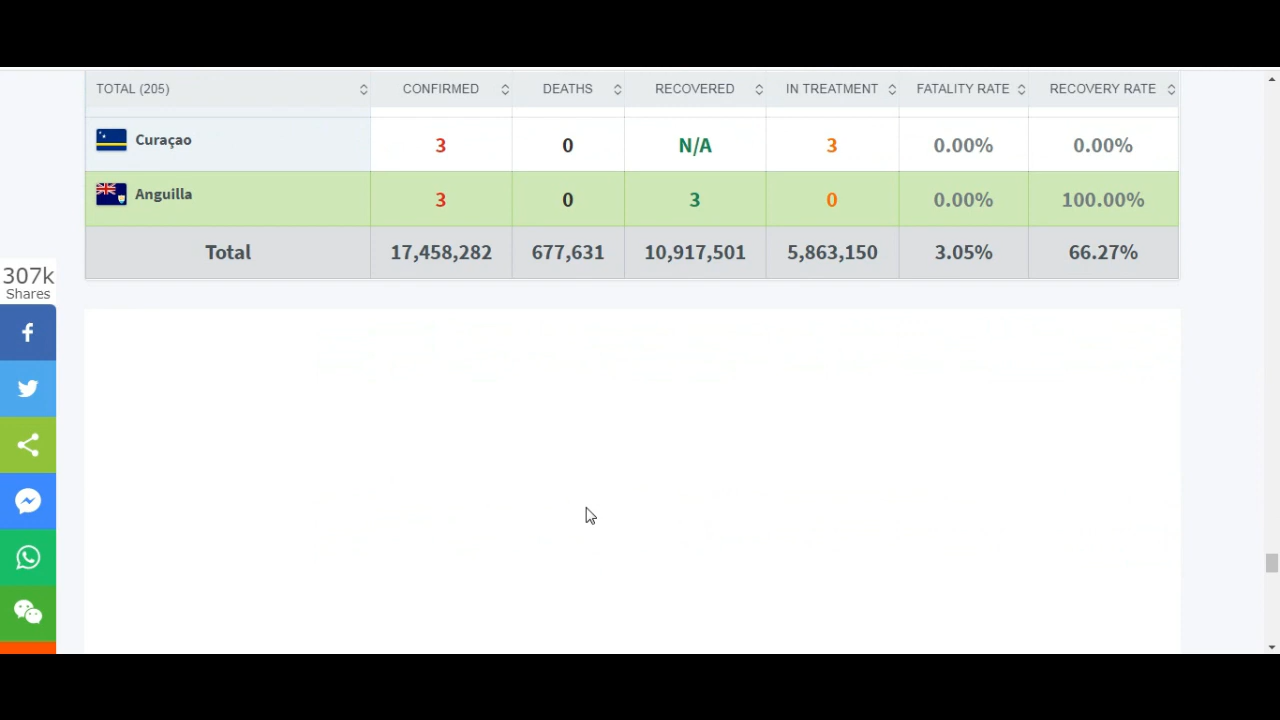 TOTAL (205) CONFIRMED DEATHS RECOVERED IN TREATMENT FATALITY RATE RECOVERY RATE
Curaçao 3 0 N/A 3 0.00% 0.00%
Anguilla 3 0 3 0 0.00% 100.00%
Total 17,458,282 677,631 10,917,501 5,863,150 3.05% 66.27%
307k
Shares